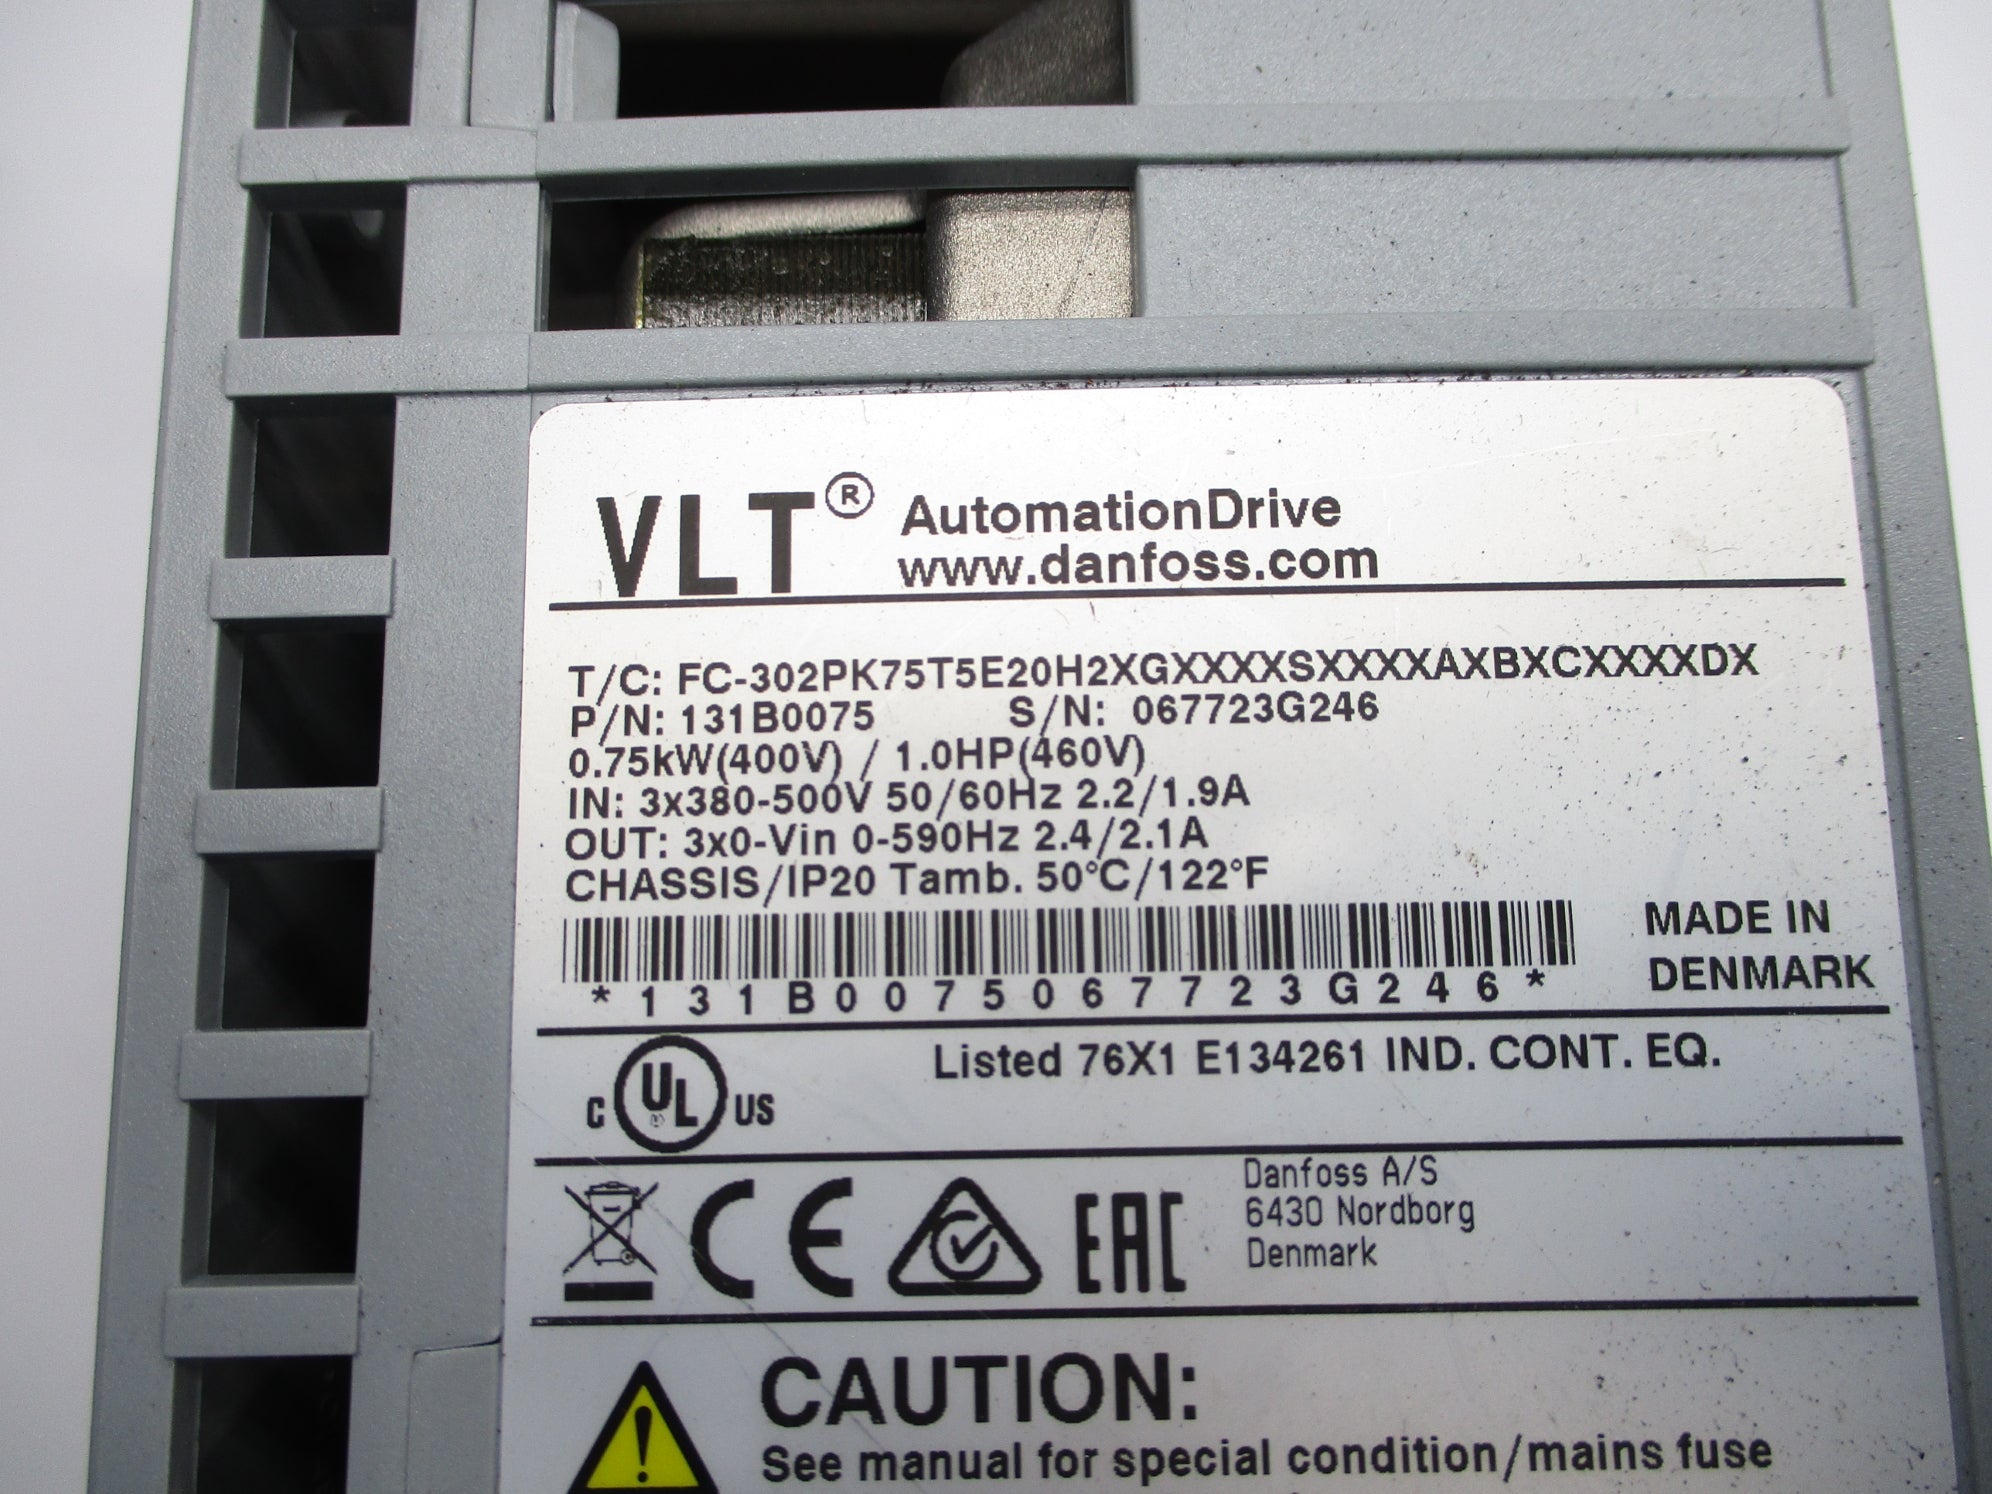 VLT® AutomationDrive
www.danfoss.com
T/C: FC-302PK75T5E20H2XGXXXXSXXXXAXBXCXXXXDX
P/N: 131B0075 S/N: 067723G246
0.75kW(400V) / 1.0HP(460V)
IN: 3x380-500V 50/60Hz 2.2/1.9A
OUT: 3x0-Vin 0-590Hz 2.4/2.1A
CHASSIS/IP20 Tamb. 50°C/122°F
*131B0075067723G246*
MADE IN
DENMARK
Listed 76X1 E134261 IND. CONT. EQ.
C UL US
CE EAC
Danfoss A/S
6430 Nordborg
Denmark
CAUTION:
See manual for special condition/mains fuse